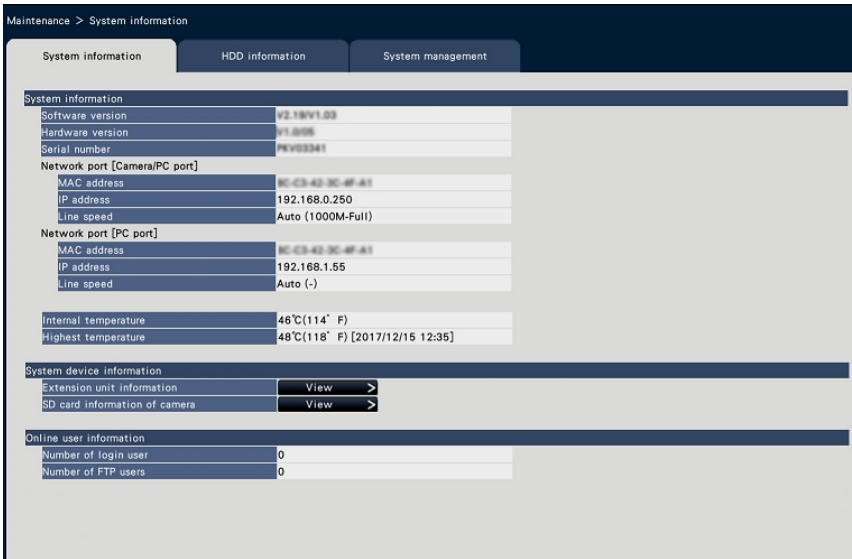 Maintenance > System information
System information HDD information System management
System information
Software version
Hardware version
Serial number
Network port [Camera/PC port]
MAC address
IP address 192.168.0.250
Line speed Auto (1000M-Full)
Network port [PC port]
MAC address
IP address 192.168.1.55
Line speed Auto (-)
Internal temperature 46℃(114° F)
Highest temperature 48℃(118° F) [2017/12/15 12:35]
System device information
Extension unit information View >
SD card information of camera View >
Online user information
Number of login user 0
Number of FTP users 0